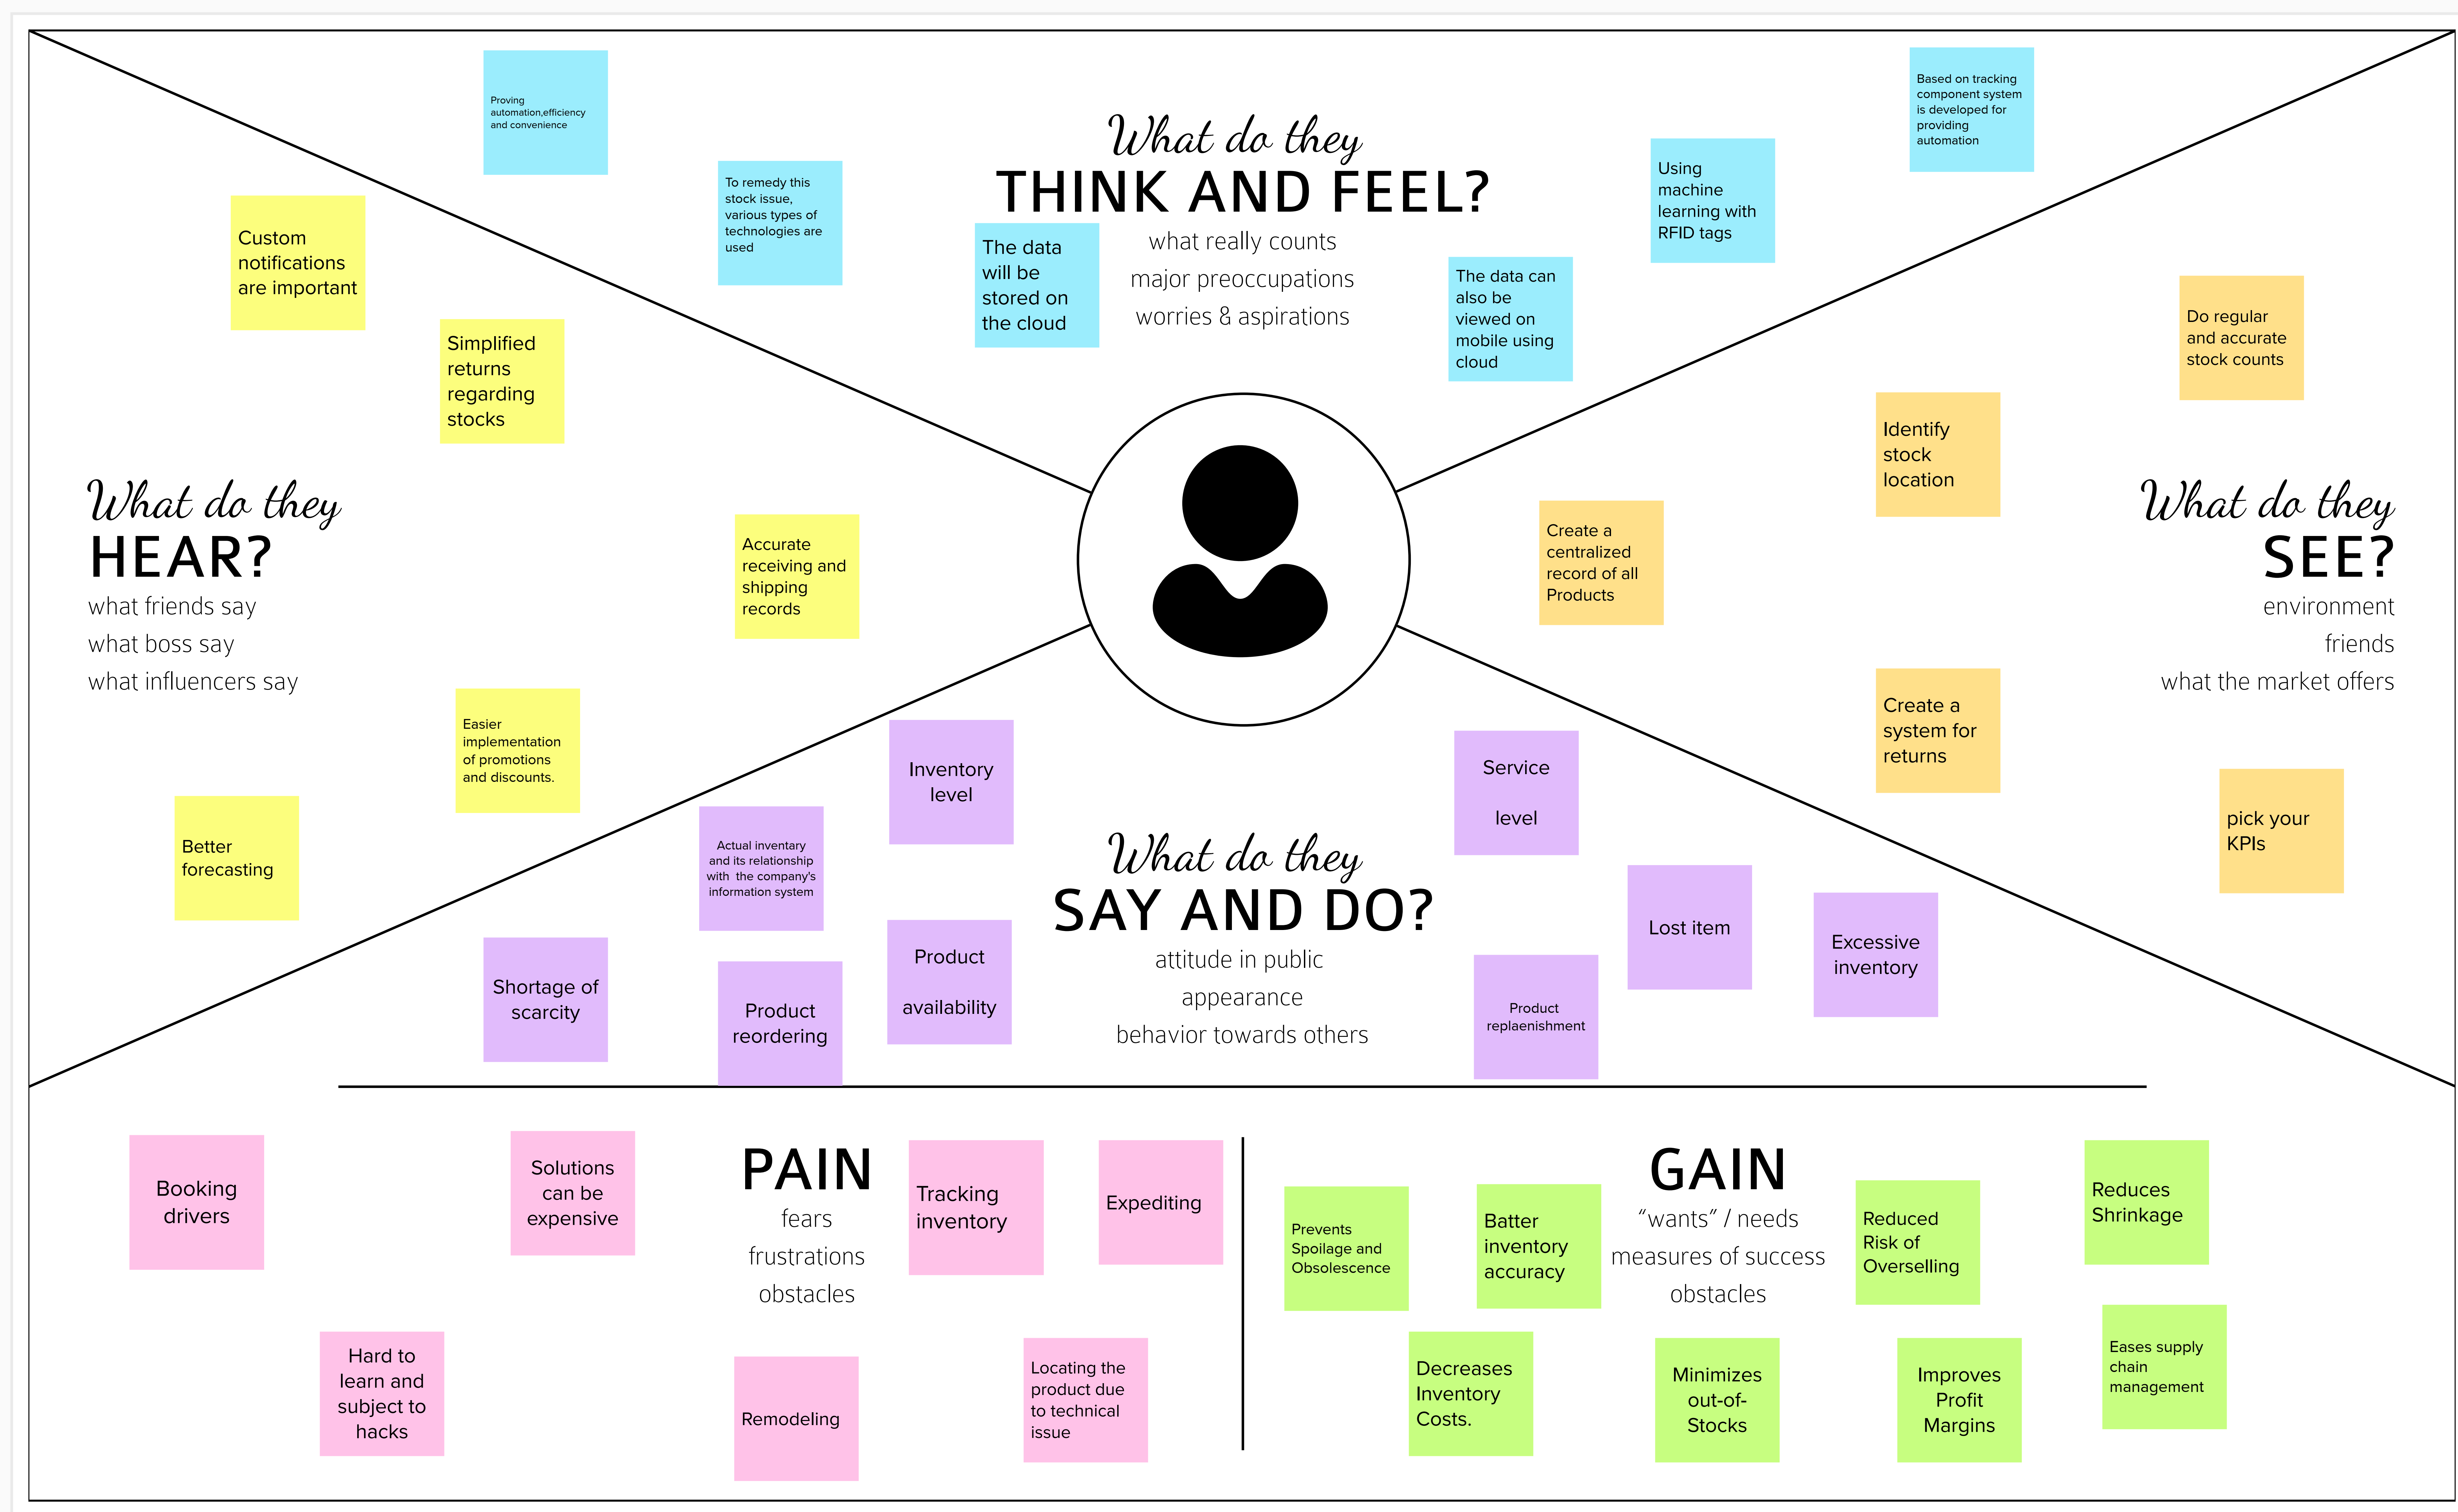 What do they
THINK AND FEEL?
what really counts
major preoccupations
worries & aspirations
Proving
automation,efficiency
and convenience
To remedy this
stock issue,
various types of
technologies are
used
The data
will be
stored on
the cloud
The data can
also be
viewed on
mobile using
cloud
Using
machine
learning with
RFID tags
Based on tracking
component system
is developed for
providing
automation
What do they
HEAR?
what friends say
what boss say
what influencers say
Custom
notifications
are important
Simplified
returns
regarding
stocks
Accurate
receiving and
shipping
records
Easier
implementation
of promotions
and discounts.
Better
forecasting
What do they
SEE?
environment
friends
what the market offers
Do regular
and accurate
stock counts
Identify
stock
location
Create a
centralized
record of all
Products
Create a
system for
returns
pick your
KPIs
What do they
SAY AND DO?
attitude in public
appearance
behavior towards others
Inventory
level
Actual inventary
and its relationship
with the company's
information system
Shortage of
scarcity
Product
reordering
Product
availability
Service
level
Lost item
Excessive
inventory
Product
replaenishment
PAIN
fears
frustrations
obstacles
Booking
drivers
Solutions
can be
expensive
Tracking
inventory
Expediting
Hard to
learn and
subject to
hacks
Remodeling
Locating the
product due
to technical
issue
GAIN
“wants” / needs
measures of success
obstacles
Prevents
Spoilage and
Obsolescence
Batter
inventory
accuracy
Reduced
Risk of
Overselling
Reduces
Shrinkage
Decreases
Inventory
Costs.
Minimizes
out-of-
Stocks
Improves
Profit
Margins
Eases supply
chain
management